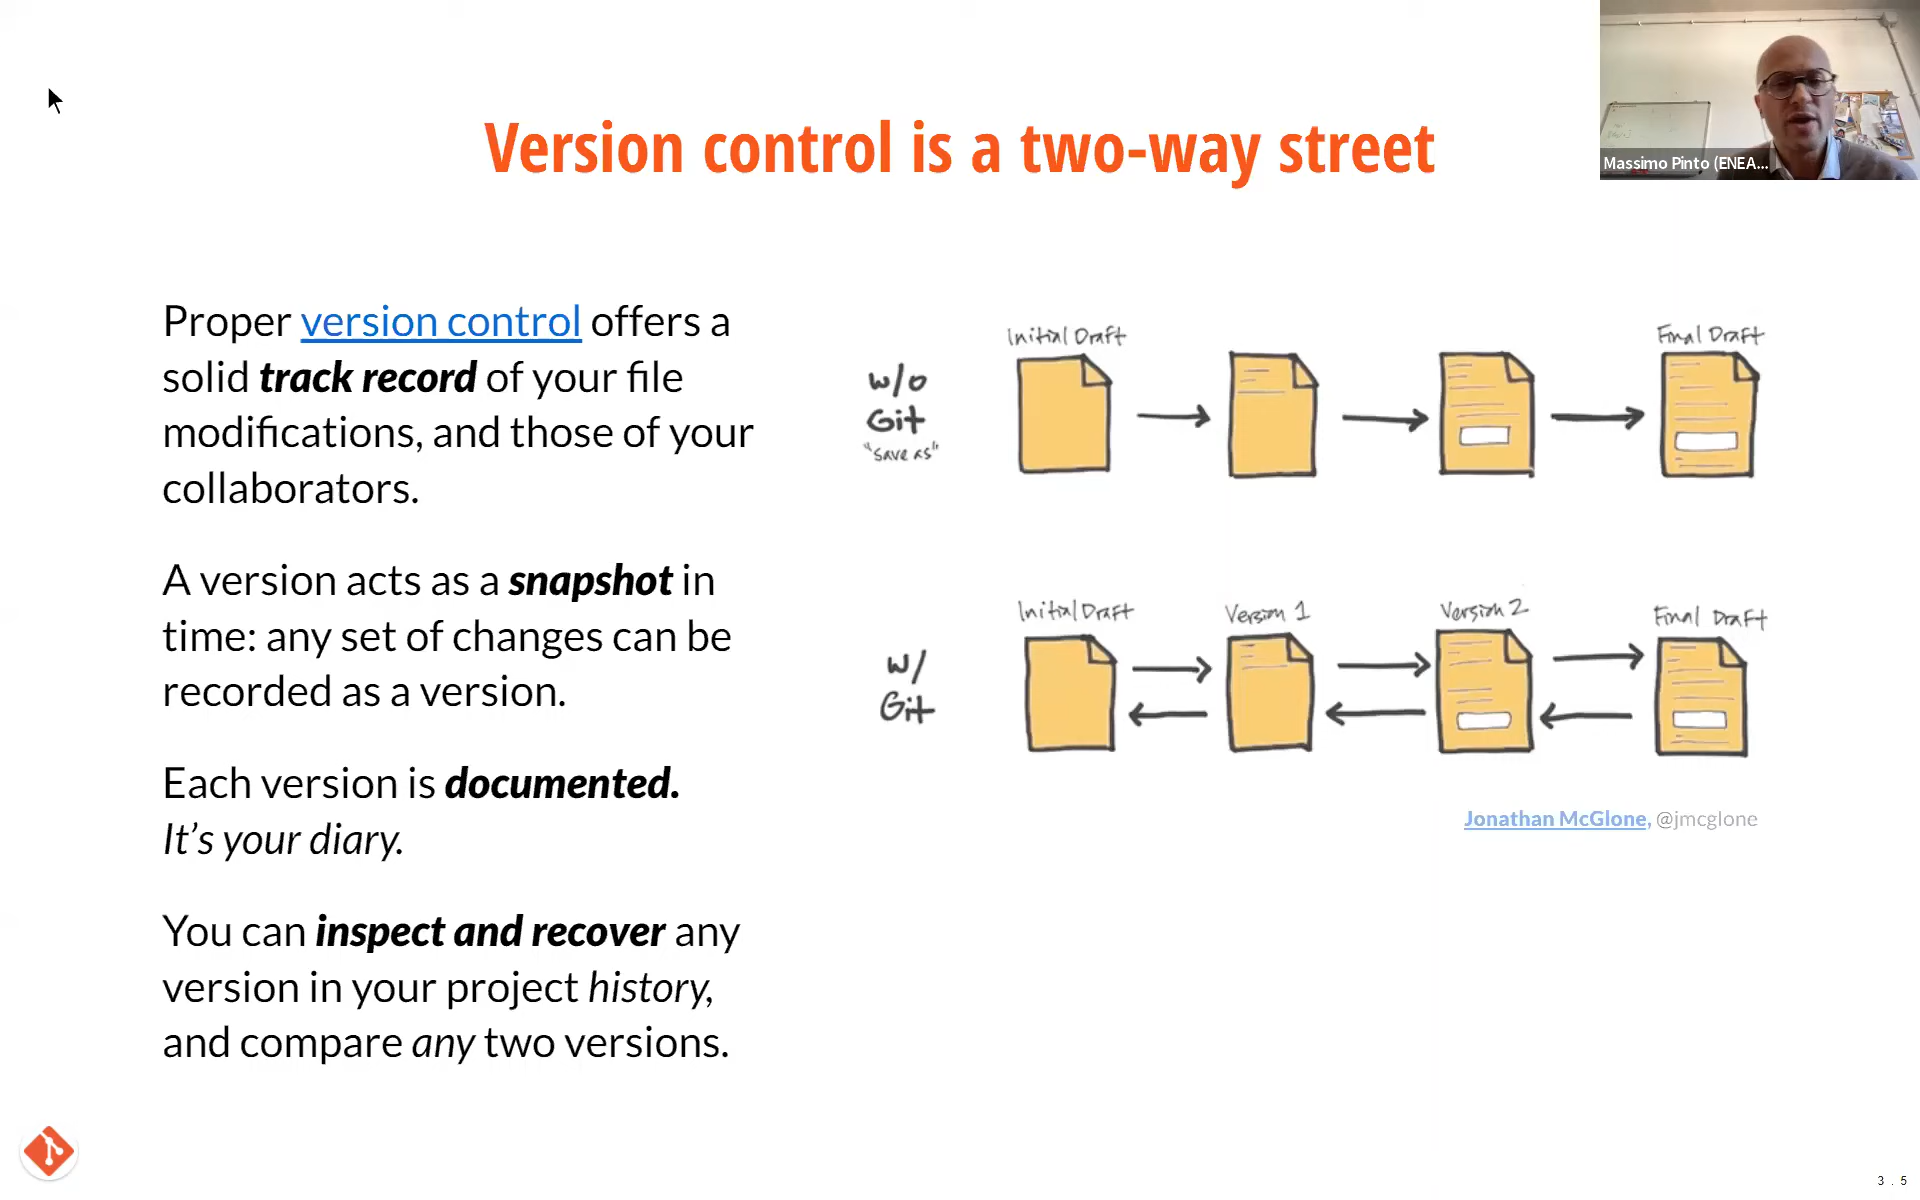 Version control is a two-way street
Massimo Pinto (ENEA...
Proper version control offers a
solid track record of your file
modifications, and those of your
collaborators.
A version acts as a snapshot in
time: any set of changes can be
recorded as a version.
Each version is documented.
It's your diary.
You can inspect and recover any
version in your project history,
and compare any two versions.
Initial Draft
Final Draft
w/o
Git
"save as"
Initial Draft
Version 1
Version 2
Final Draft
w/
Git
Jonathan McGlone, @jmcglone
3 . 5